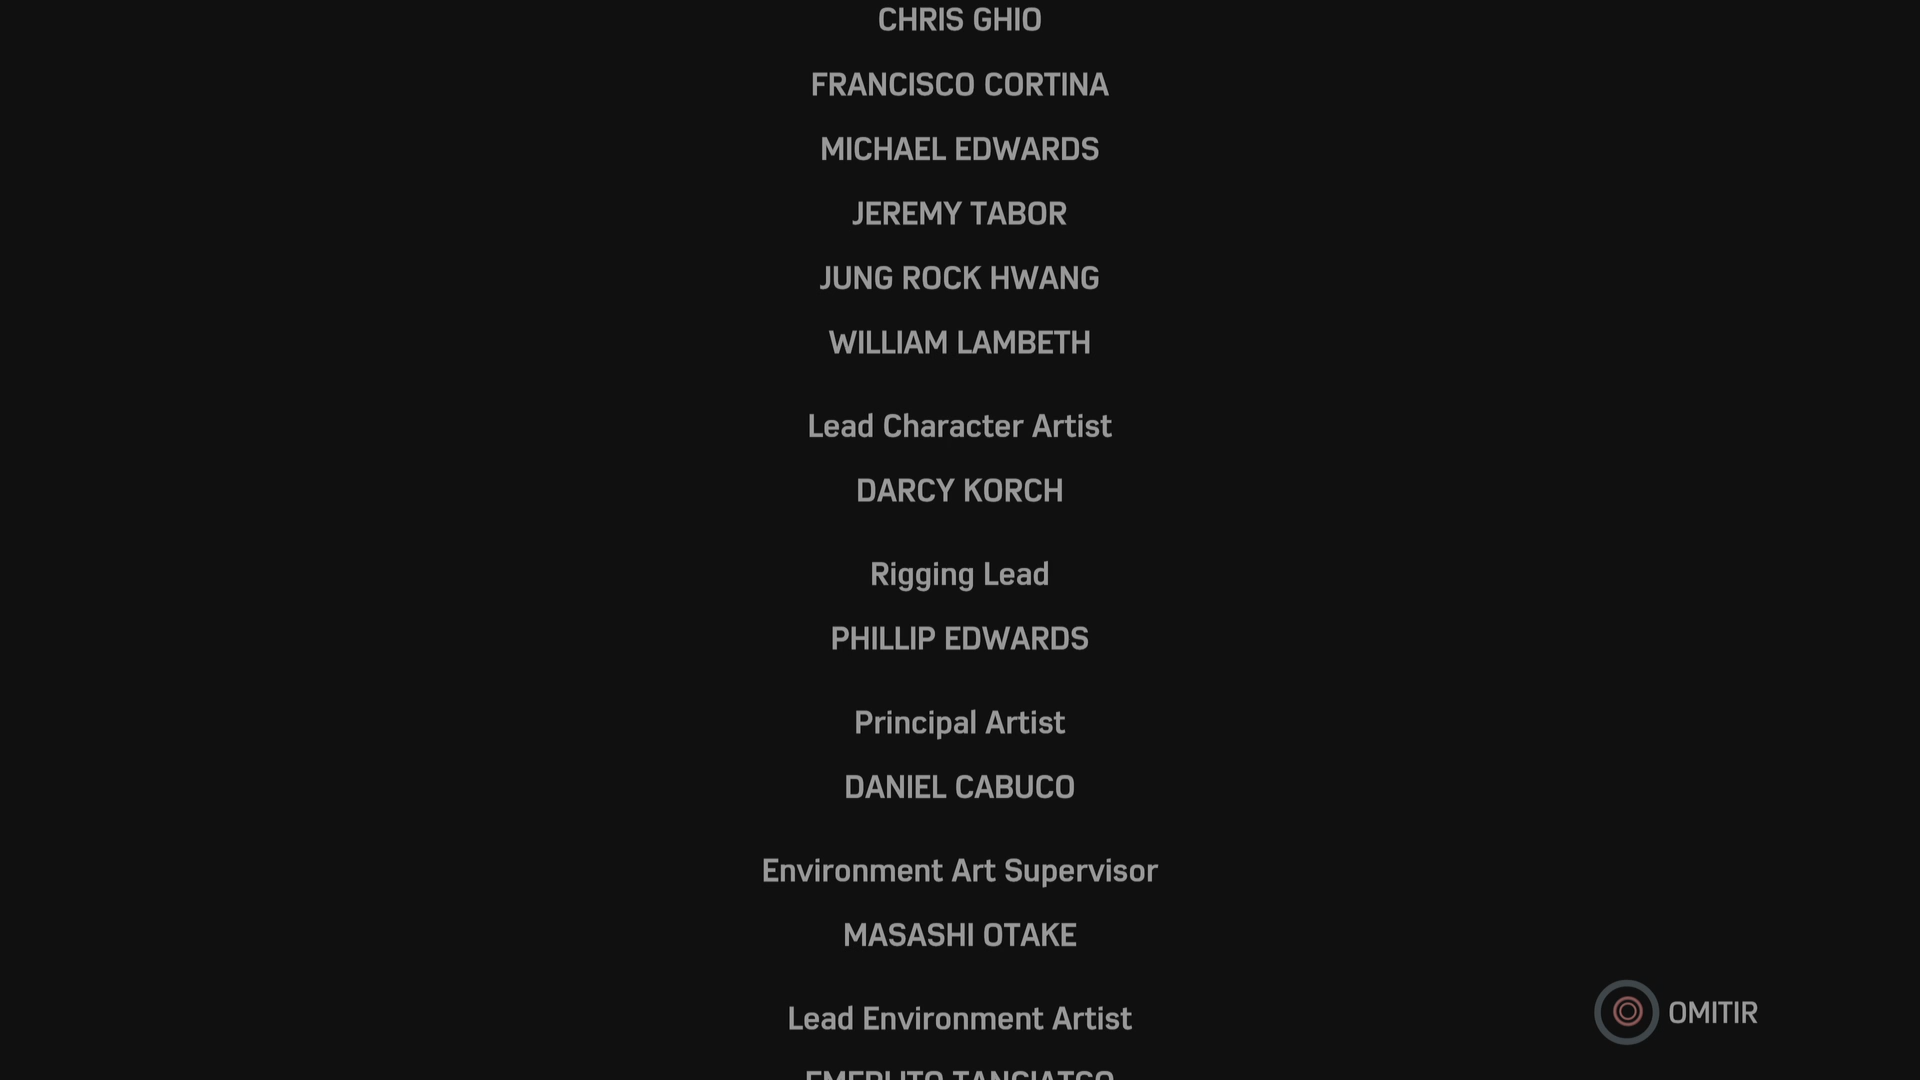 CHRIS GHIO
FRANCISCO CORTINA
MICHAEL EDWARDS
JEREMY TABOR
JUNG ROCK HWANG
WILLIAM LAMBETH
Lead Character Artist
DARCY KORCH
Rigging Lead
PHILLIP EDWARDS
Principal Artist
DANIEL CABUCO
Environment Art Supervisor
MASASHI OTAKE
Lead Environment Artist
OMITIR